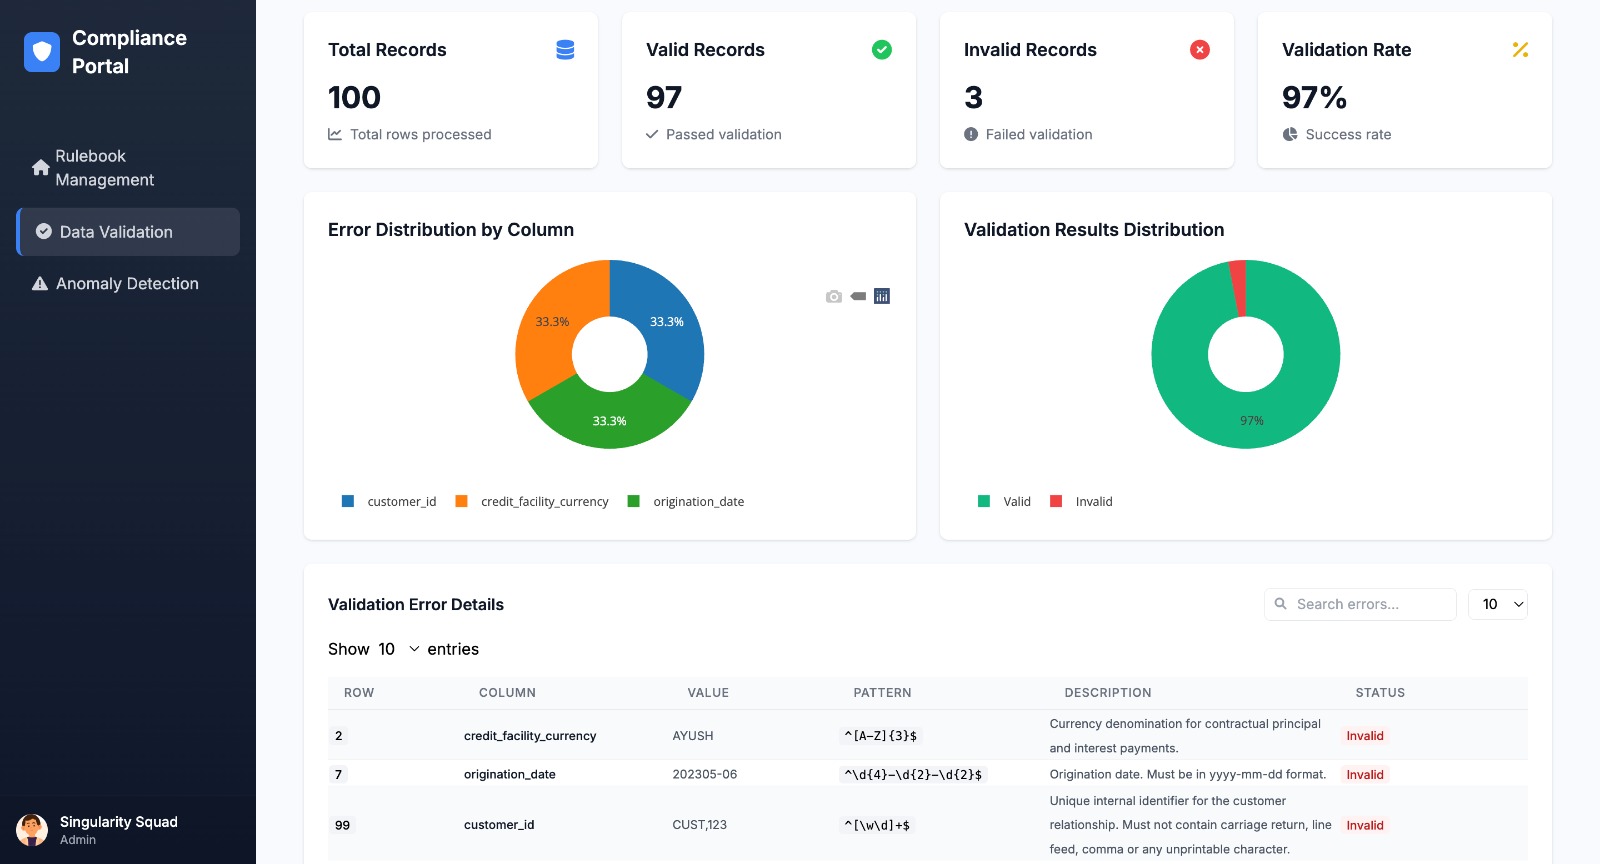 Compliance
Portal
Rulebook
Management
Data Validation
Anomaly Detection
Singularity Squad
Admin
Total Records
100
Total rows processed
Valid Records
97
Passed validation
Invalid Records
3
Failed validation
Validation Rate
97%
Success rate
Error Distribution by Column
33.3%
33.3%
33.3%
customer_id credit_facility_currency origination_date
Validation Results Distribution
97%
Valid Invalid
Validation Error Details
Search errors...
10
Show 10 entries
ROW COLUMN VALUE PATTERN DESCRIPTION STATUS
2 credit_facility_currency AYUSH ^[A-Z]{3}$ Currency denomination for contractual principal
and interest payments. Invalid
7 origination_date 202305-06 ^\d{4}-\d{2}-\d{2}$ Origination date. Must be in yyyy-mm-dd format. Invalid
99 customer_id CUST,123 ^[\w\d]+$ Unique internal identifier for the customer
relationship. Must not contain carriage return, line
feed, comma or any unprintable character. Invalid